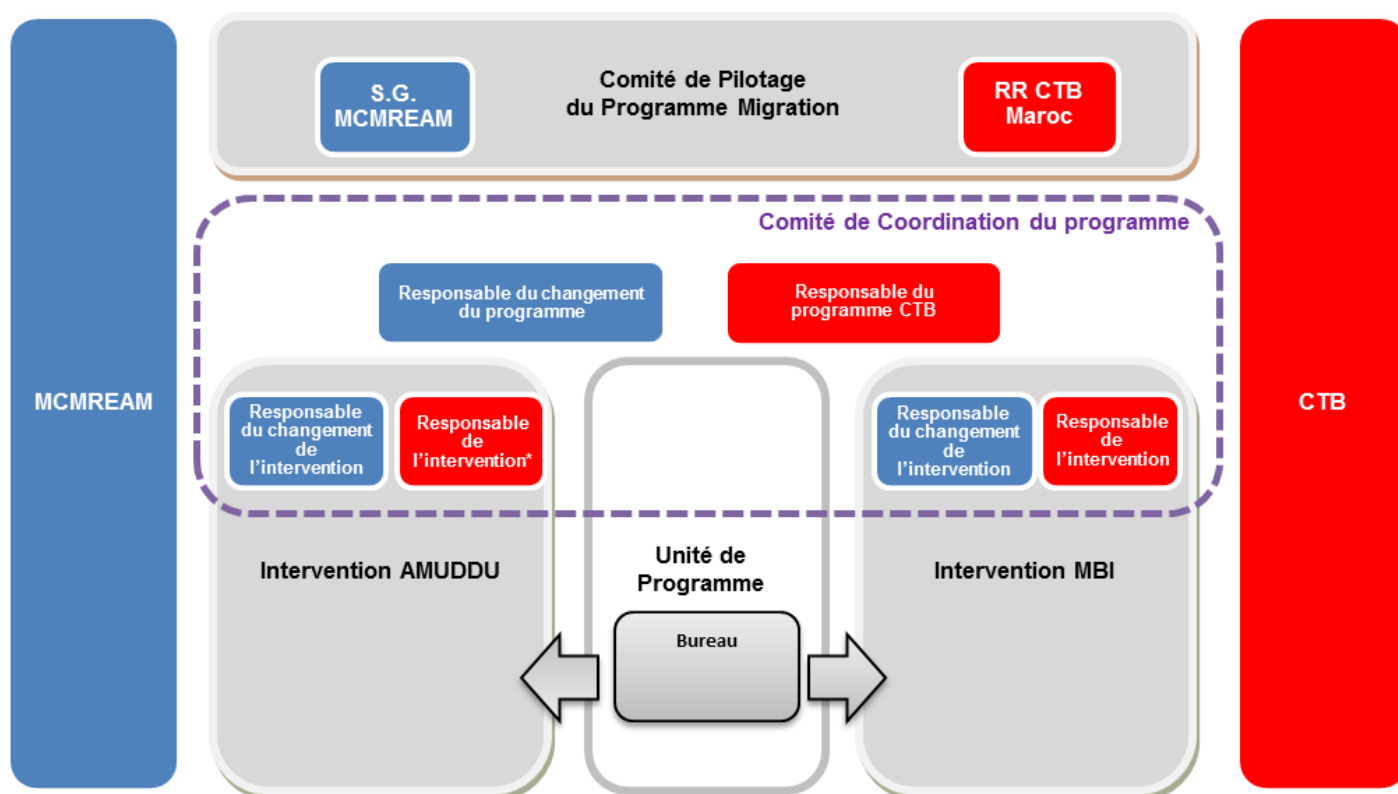 MCMREAM
S.G.
MCMREAM
Comité de Pilotage
du Programme Migration
RR CTB
Maroc
Comité de Coordination du programme
Responsable du changement
du programme
Responsable du
programme CTB
Responsable
du changement
de
l’intervention
Responsable
de
l’intervention*
Responsable
du changement
de
l’intervention
Responsable
de
l’intervention
Intervention AMUDDU
Unité de
Programme
Bureau
Intervention MBI
CTB